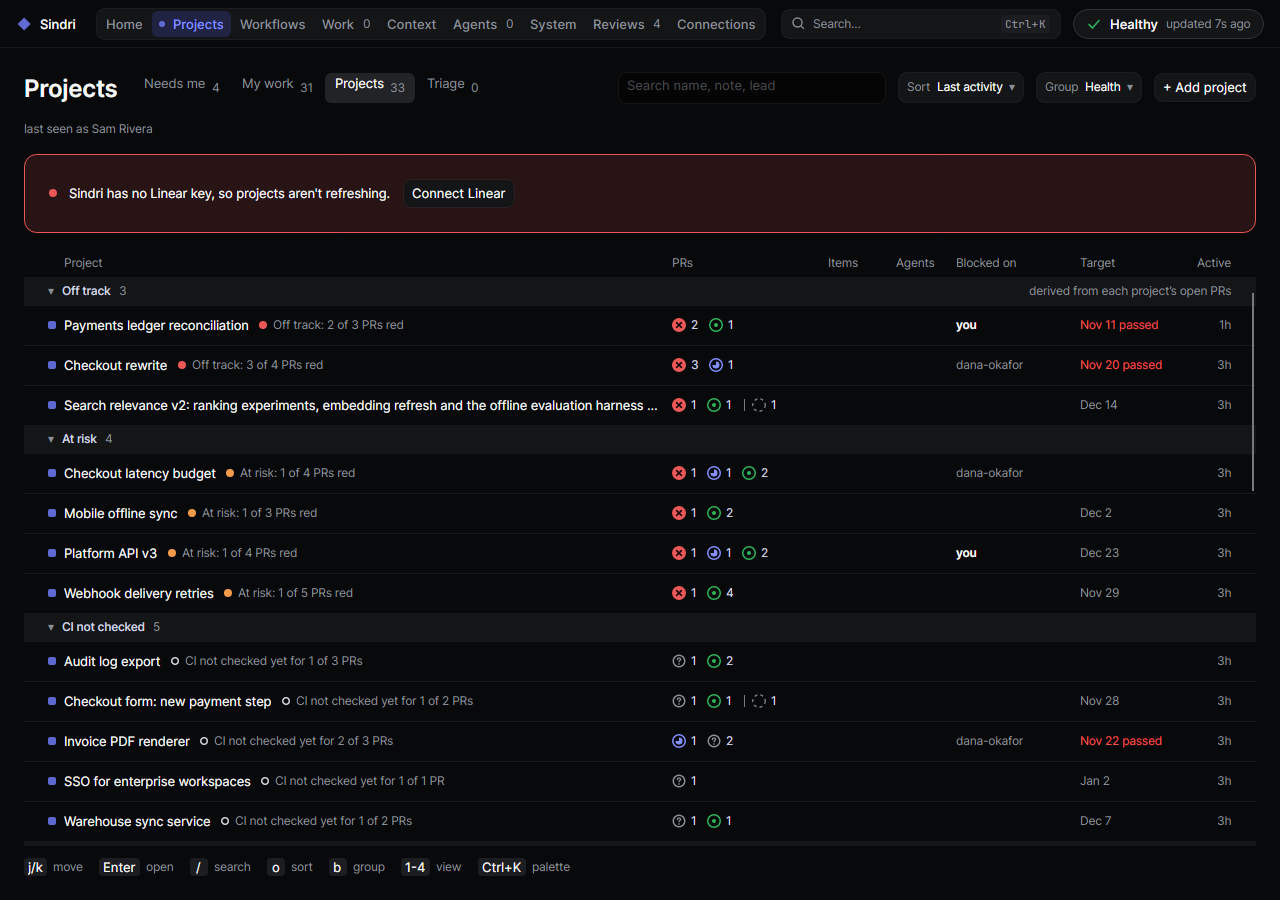 Sindri Home Projects Workflows Work 0 Context Agents 0 System Reviews 4 Connections Search... Ctrl+K Healthy updated 7s ago
Projects Needs me 4 My work 31 Projects 33 Triage 0 Search name, note, lead Sort Last activity ▾ Group Health ▾ + Add project
last seen as Sam Rivera
Sindri has no Linear key, so projects aren't refreshing. Connect Linear
Project PRs Items Agents Blocked on Target Active
▾ Off track 3 derived from each project's open PRs
Payments ledger reconciliation Off track: 2 of 3 PRs red 2 1 you Nov 11 passed 1h
Checkout rewrite Off track: 3 of 4 PRs red 3 1 dana-okafor Nov 20 passed 3h
Search relevance v2: ranking experiments, embedding refresh and the offline evaluation harness ... 1 1 | 1 Dec 14 3h
▾ At risk 4
Checkout latency budget At risk: 1 of 4 PRs red 1 1 2 dana-okafor 3h
Mobile offline sync At risk: 1 of 3 PRs red 1 2 Dec 2 3h
Platform API v3 At risk: 1 of 4 PRs red 1 1 2 you Dec 23 3h
Webhook delivery retries At risk: 1 of 5 PRs red 1 4 Nov 29 3h
▾ CI not checked 5
Audit log export CI not checked yet for 1 of 3 PRs ? 1 2 3h
Checkout form: new payment step CI not checked yet for 1 of 2 PRs ? 1 1 | 1 Nov 28 3h
Invoice PDF renderer CI not checked yet for 2 of 3 PRs 1 ? 2 dana-okafor Nov 22 passed 3h
SSO for enterprise workspaces CI not checked yet for 1 of 1 PR ? 1 Jan 2 3h
Warehouse sync service CI not checked yet for 1 of 2 PRs ? 1 1 Dec 7 3h
j/k move Enter open / search o sort b group 1-4 view Ctrl+K palette